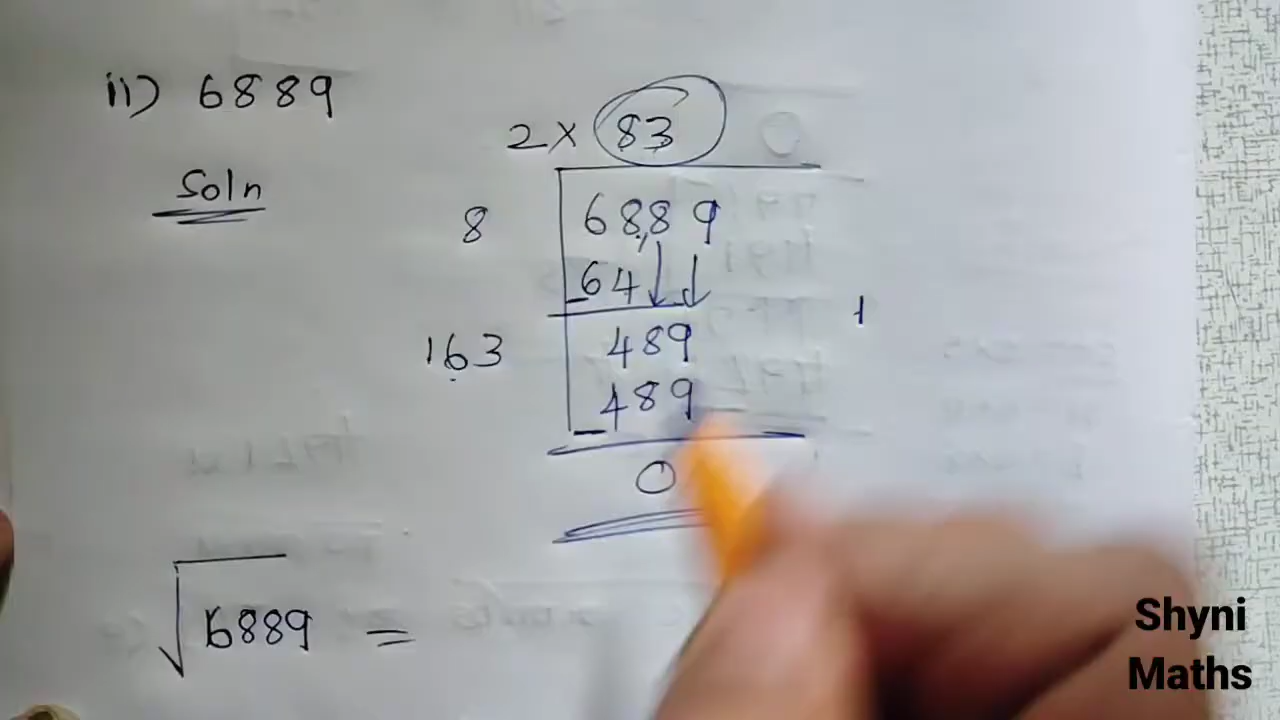 ii) 6889
Soln
2 × 83
8
6889
- 64
163
489
- 489
0
1
√6889 =
Shyni
Maths